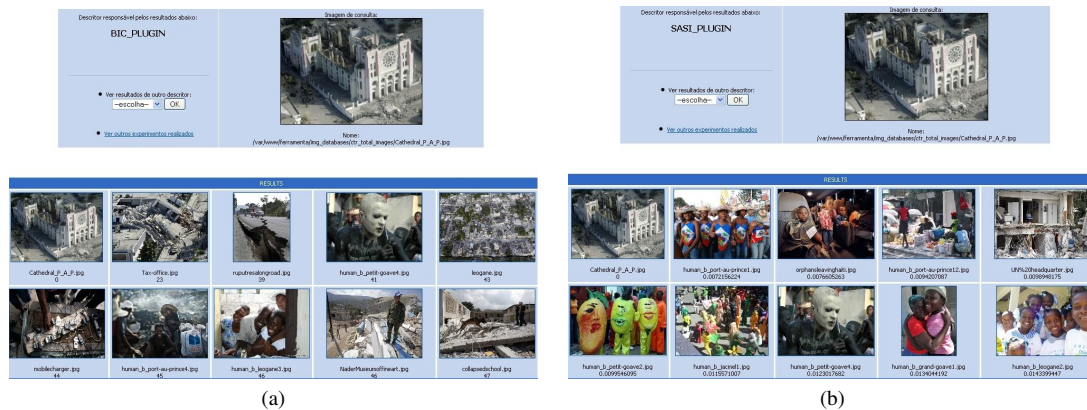 Descritor responsável pelos resultados abaixo:
BIC_PLUGIN
Ver resultados de outro descritor:
--escolha-- OK
Ver outros experimentos realizados
Imagem de consulta:
Nome:
/var/www/ferramenta/img_databases/ctr_total_images/Cathedral_P_A_P.jpg
RESULTS
Cathedral_P_A_P.jpg
0
Tax-office.jpg
23
ruputresalongroad.jpg
39
human_b_petit-goave4.jpg
41
leogane.jpg
43
mobilecharger.jpg
44
human_b_port-au-prince4.jpg
45
human_b_leogane3.jpg
46
NaderMuseumoffineart.jpg
46
collapsedschool.jpg
47
(a)
Descritor responsável pelos resultados abaixo:
SASI_PLUGIN
Ver resultados de outro descritor:
--escolha-- OK
Ver outros experimentos realizados
Imagem de consulta:
Nome:
/var/www/ferramenta/img_databases/ctr_total_images/Cathedral_P_A_P.jpg
RESULTS
Cathedral_P_A_P.jpg
0
human_b_port-au-prince1.jpg
0.0072156224
orphansleavinghaiti.jpg
0.0076605263
human_b_port-au-prince12.jpg
0.0094207087
UN%20headquarter.jpg
0.0098948175
human_b_petit-goave2.jpg
0.0099546095
human_b_jacmel1.jpg
0.0115571007
human_b_petit-goave4.jpg
0.0123017682
human_b_grand-goave1.jpg
0.0134044192
human_b_leogane2.jpg
0.0143399447
(b)